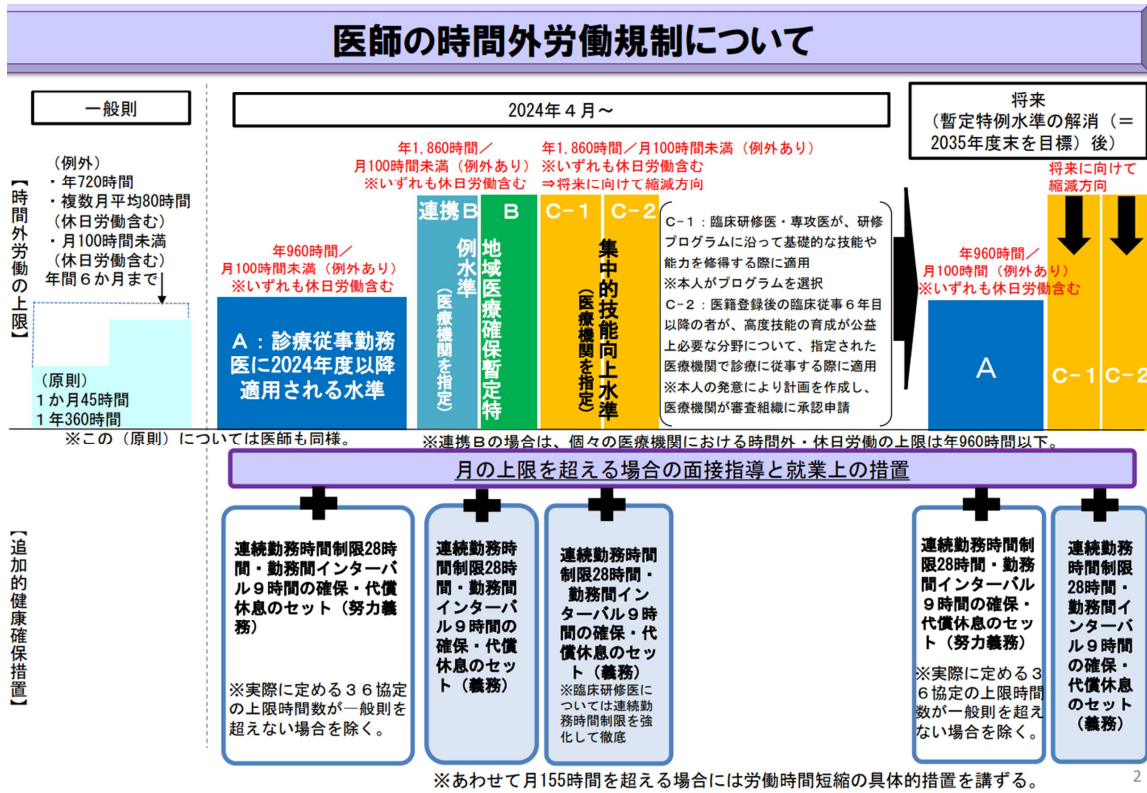 医師の時間外労働規制について
一般則
2024年４月～
将来
（暫定特例水準の解消（＝
2035年度末を目標）後）
【時間外労働の上限】
（例外）
・年720時間
・複数月平均80時間
（休日労働含む）
・月100時間未満
（休日労働含む）
年間６か月まで
（原則）
１か月45時間
１年360時間
※この（原則）については医師も同様。
年960時間／
月100時間未満（例外あり）
※いずれも休日労働含む
Ａ：診療従事勤務
医に2024年度以降
適用される水準
年1,860時間／
月100時間未満（例外あり）
※いずれも休日労働含む
連携Ｂ
Ｂ
地域医療確保暫定特
例水準
（医療機関を指定）
年1,860時間／月100時間未満（例外あり）
※いずれも休日労働含む
⇒将来に向けて縮減方向
Ｃ-１
Ｃ-２
集中的技能向上水準
（医療機関を指定）
Ｃ-１：臨床研修医・専攻医が、研修
プログラムに沿って基礎的な技能や
能力を修得する際に適用
※本人がプログラムを選択
Ｃ-２：医籍登録後の臨床従事６年目
以降の者が、高度技能の育成が公益
上必要な分野について、指定された
医療機関で診療に従事する際に適用
※本人の発意により計画を作成し、
医療機関が審査組織に承認申請
※連携Ｂの場合は、個々の医療機関における時間外・休日労働の上限は年960時間以下。
年960時間／
月100時間（例外あり）
※いずれも休日労働含む
Ａ
将来に向けて
縮減方向
Ｃ-１
Ｃ-２
月の上限を超える場合の面接指導と就業上の措置
【追加的健康確保措置】
連続勤務時間制限28時
間・勤務間インターバ
ル９時間の確保・代償
休息のセット（努力義
務）
※実際に定める３６協定
の上限時間数が一般則を
超えない場合を除く。
連続勤務時
間制限28時
間・勤務間
インターバ
ル９時間の
確保・代償
休息のセッ
ト（義務）
連続勤務時間
制限28時間・
勤務間イン
ターバル９時
間の確保・代
償休息のセッ
ト（義務）
※臨床研修医に
ついては連続勤
務時間制限を強
化して徹底
連続勤務時間制
限28時間・勤務
間インターバル
９時間の確保・
代償休息のセッ
ト（努力義務）
※実際に定める３
６協定の上限時間
数が一般則を超え
ない場合を除く。
連続勤務
時間制限
28時間・勤
務間イン
ターバル
９時間の
確保・
代償休息
のセット
（義務）
※あわせて月155時間を超える場合には労働時間短縮の具体的措置を講ずる。
2